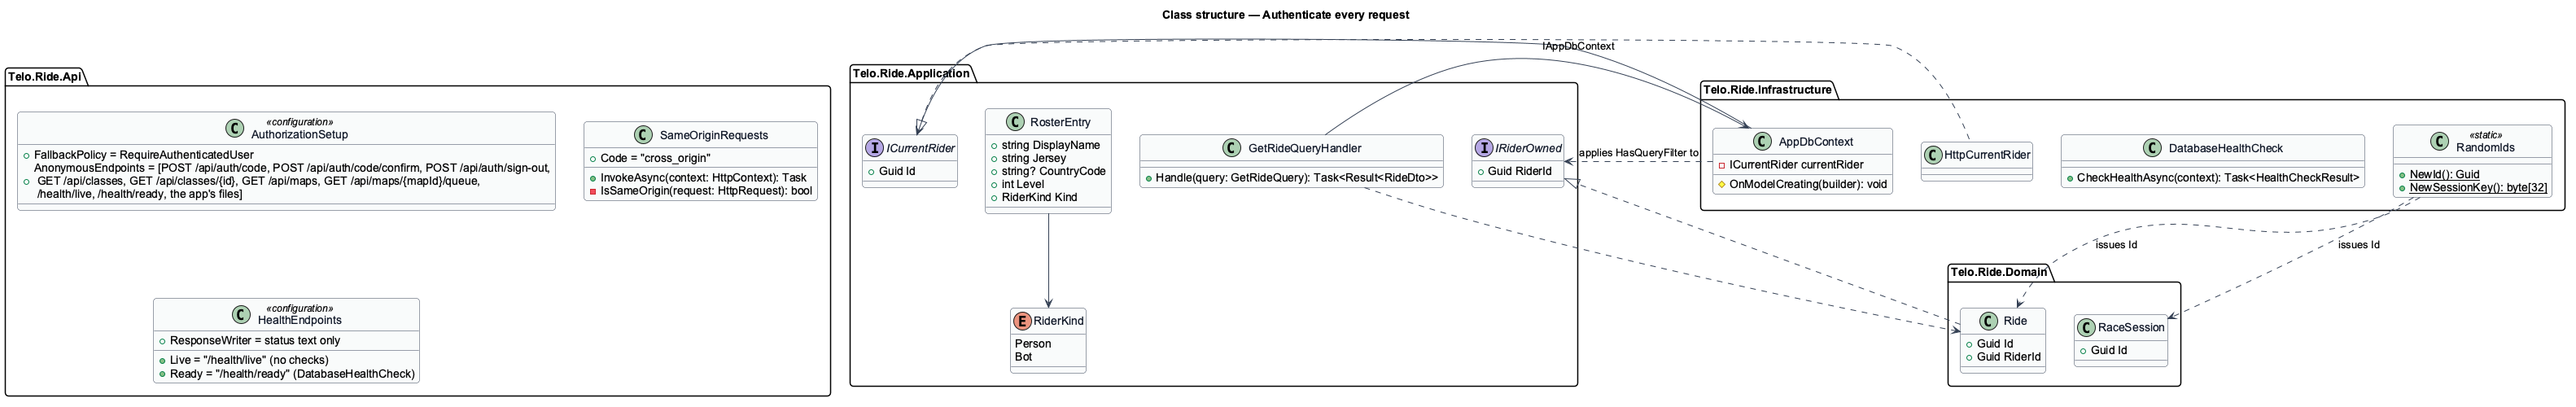 Class structure — Authenticate every request
IAppDbContext
Telo.Ride.Api
«configuration»
AuthorizationSetup
FallbackPolicy = RequireAuthenticatedUser
AnonymousEndpoints = [POST /api/auth/code, POST /api/auth/code/confirm, POST /api/auth/sign-out,
GET /api/classes, GET /api/classes/{id}, GET /api/maps, GET /api/maps/{mapId}/queue,
/health/live, /health/ready, the app's files]
C SameOriginRequests
Code = "cross_origin"
InvokeAsync(context: HttpContext): Task
IsSameOrigin(request: HttpRequest): bool
«configuration»
C HealthEndpoints
ResponseWriter = status text only
Live = "/health/live" (no checks)
Ready = "/health/ready" (DatabaseHealthCheck)
Telo.Ride.Application
I ICurrentRider
Guid Id
C RosterEntry
string DisplayName
string Jersey
string? CountryCode
int Level
RiderKind Kind
C GetRideQueryHandler
Handle(query: GetRideQuery): Task<Result<RideDto>>
I IRiderOwned
Guid RiderId
E RiderKind
Person
Bot
applies HasQueryFilter to
Telo.Ride.Infrastructure
C AppDbContext
ICurrentRider currentRider
OnModelCreating(builder): void
C HttpCurrentRider
C DatabaseHealthCheck
CheckHealthAsync(context): Task<HealthCheckResult>
«static»
C RandomIds
NewId(): Guid
NewSessionKey(): byte[32]
issues Id
issues Id
Telo.Ride.Domain
C Ride
Guid Id
Guid RiderId
C RaceSession
Guid Id